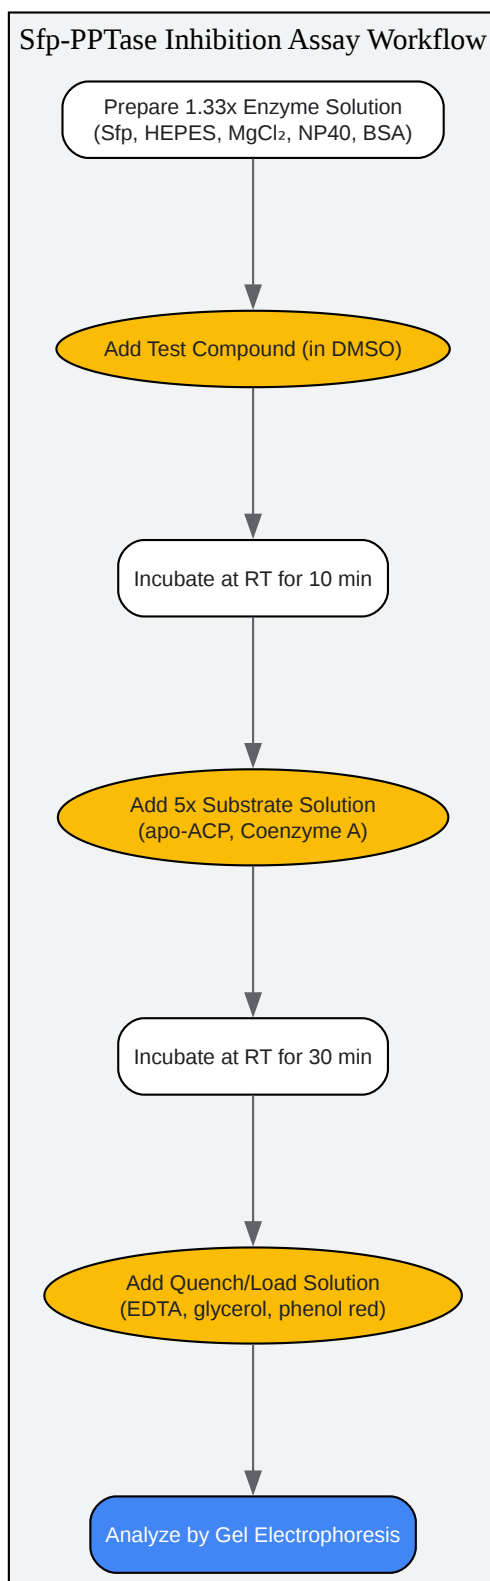 Sfp-PPTase Inhibition Assay Workflow
Prepare 1.33x Enzyme Solution
(Sfp, HEPES, MgCl₂, NP40, BSA)
Add Test Compound (in DMSO)
Incubate at RT for 10 min
Add 5x Substrate Solution
(apo-ACP, Coenzyme A)
Incubate at RT for 30 min
Add Quench/Load Solution
(EDTA, glycerol, phenol red)
Analyze by Gel Electrophoresis